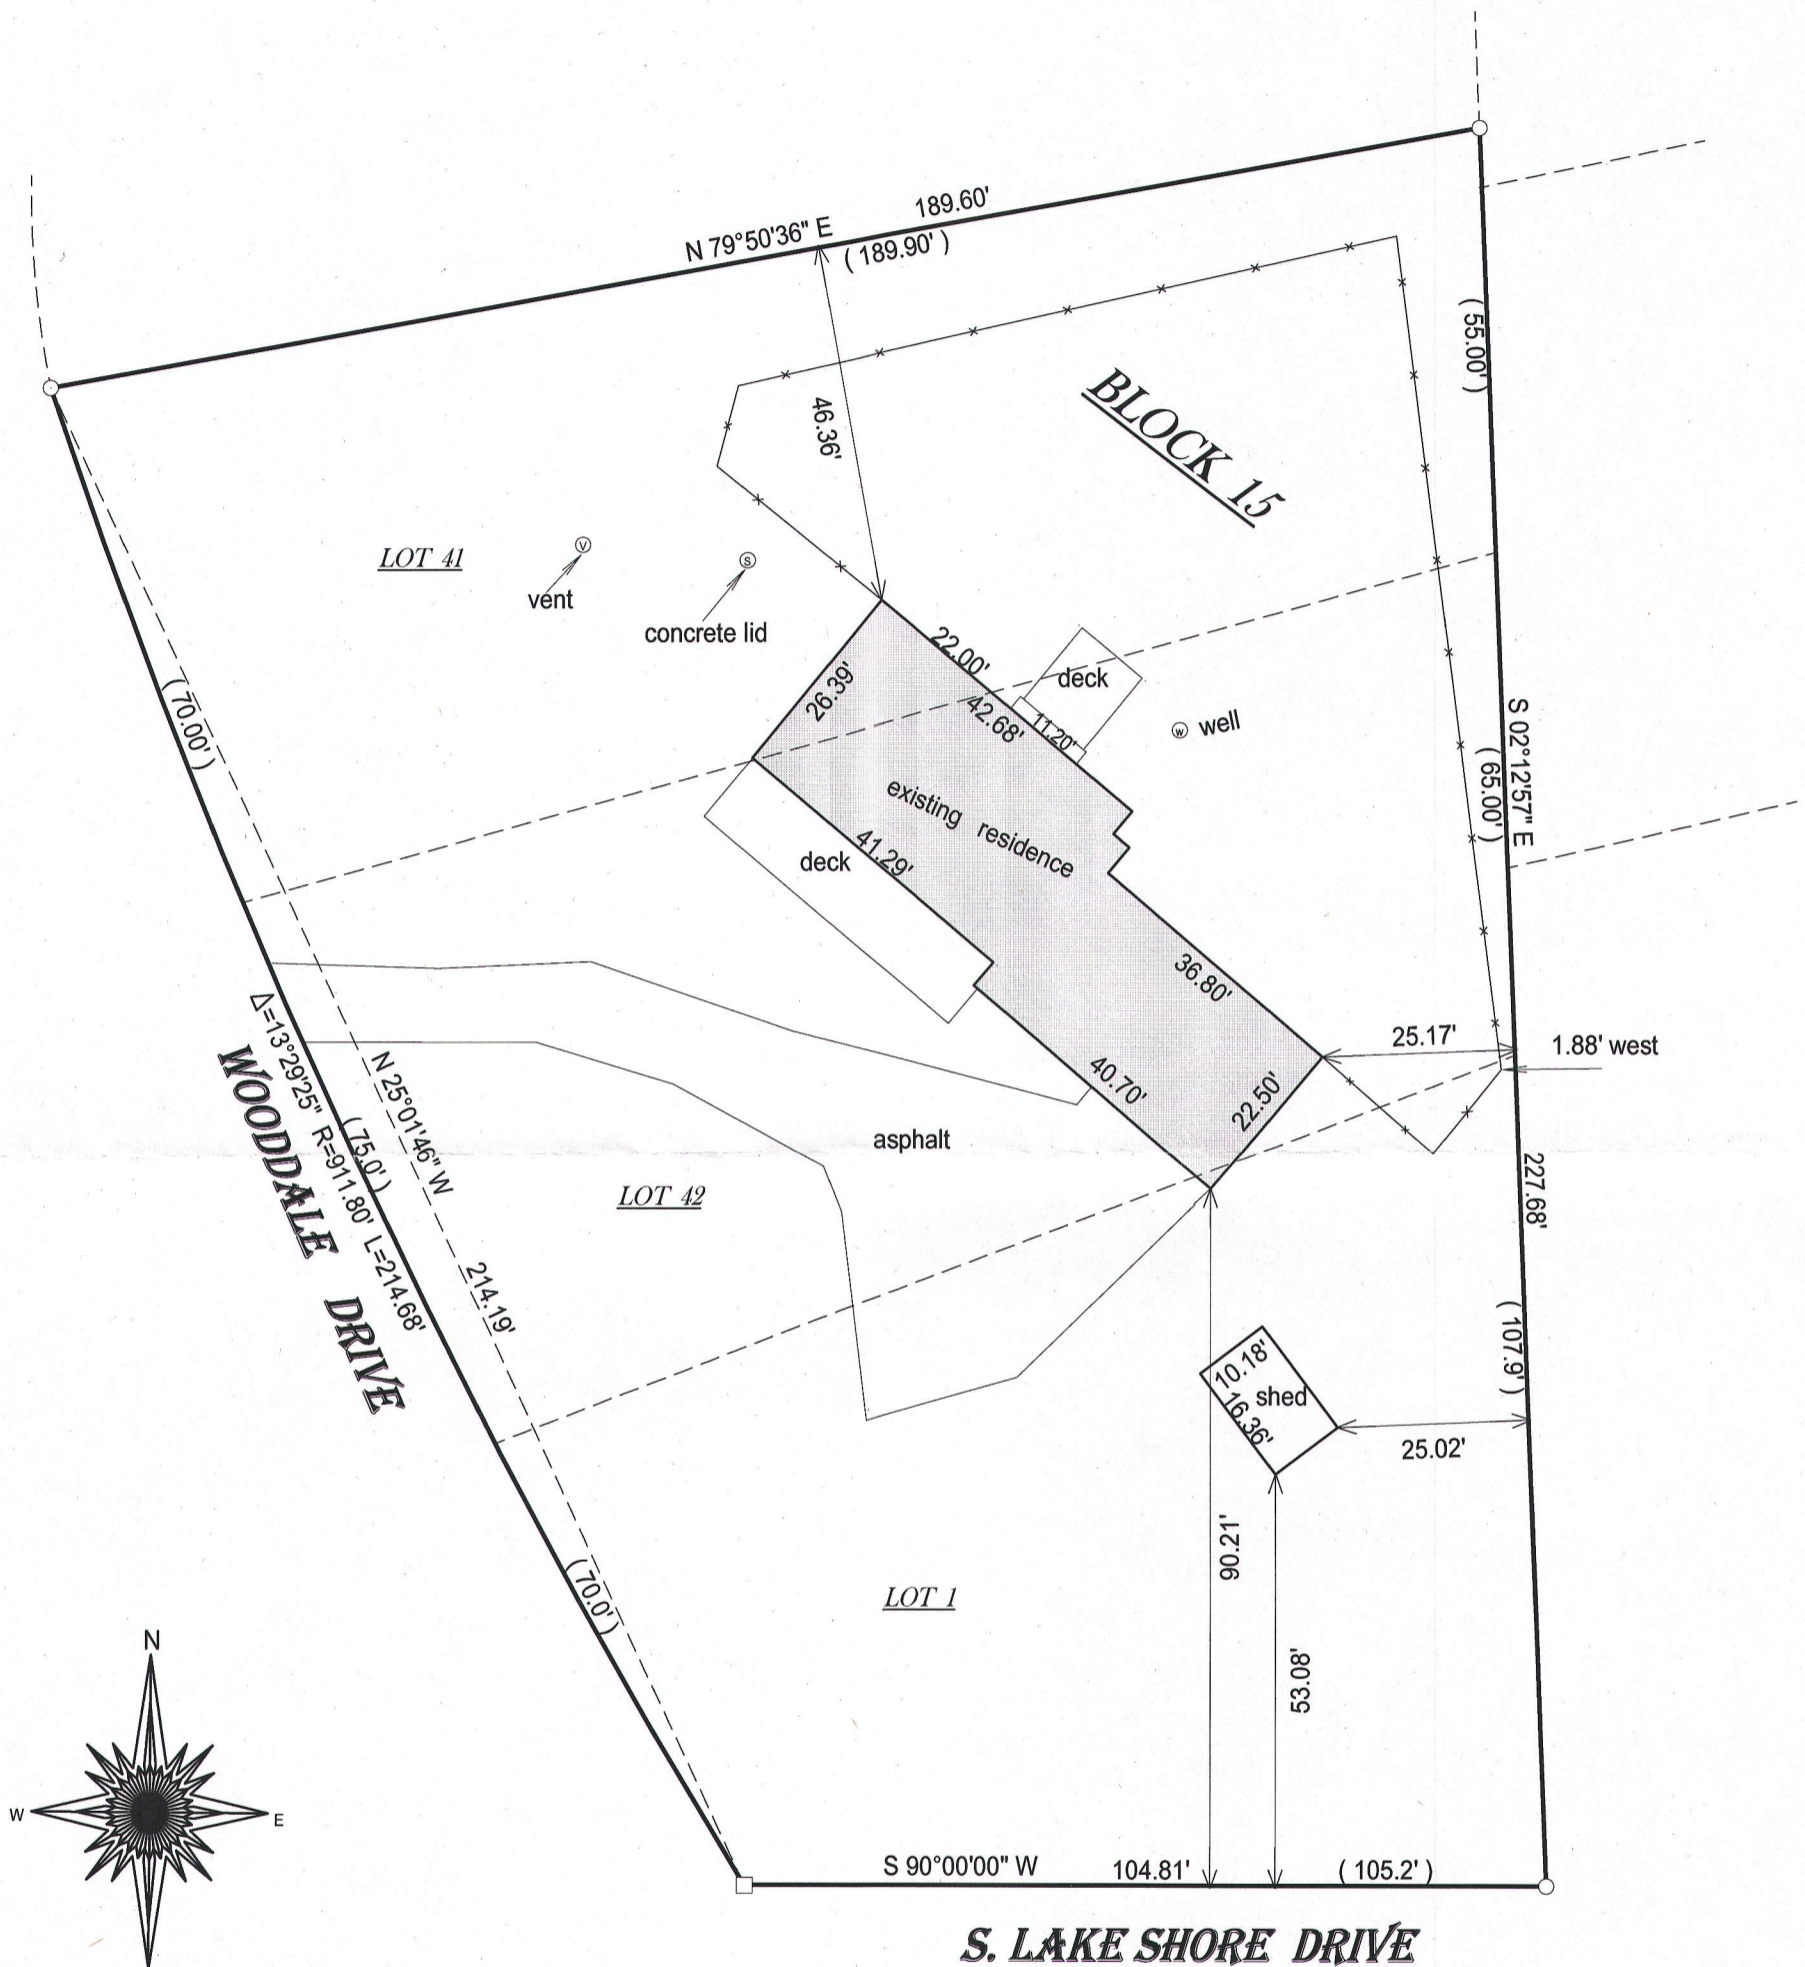 189.60'
N 79°50'36" E
( 189.90' )
( 55.00' )
BLOCK 15
46.36'
LOT 41
V
vent
S
concrete lid
22.00'
26.39'
42.68'
11.20'
deck
W well
( 70.00' )
S 02°12'57" E
( 65.00' )
existing residence
deck
41.29'
36.80'
25.17'
1.88' west
40.70'
22.50'
asphalt
LOT 42
Δ=13°29'25" R=911.80' L=214.68'
N 25°01'46" W
214.19'
( 75.0' )
WOODDALE DRIVE
227.68'
( 107.9' )
10.18'
shed
16.36'
25.02'
90.21'
53.08'
( 70.0' )
LOT 1
N
W
E
S 90°00'00" W
104.81'
( 105.2' )
S. LAKE SHORE DRIVE